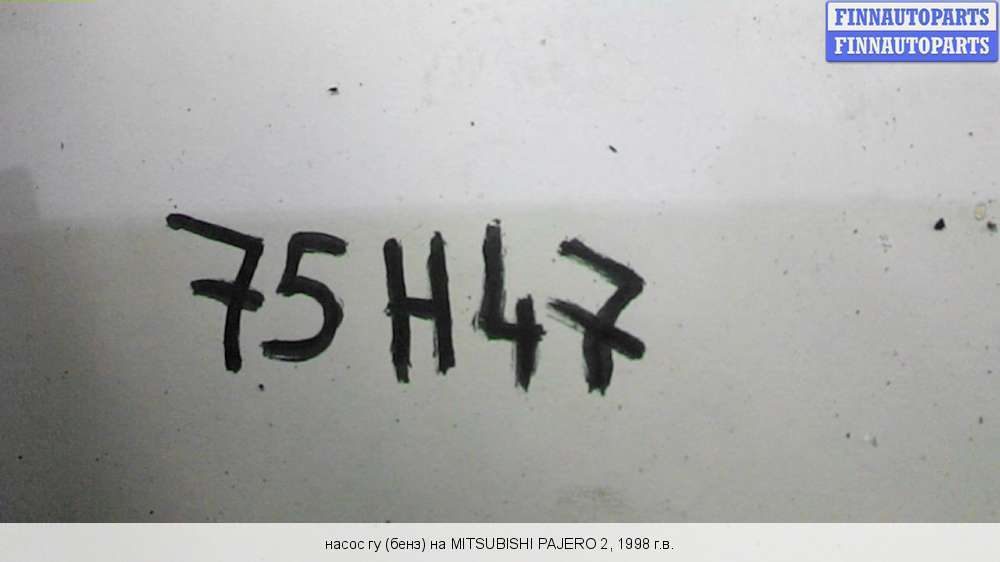 FINNAUTOPARTS
FINNAUTOPARTS
75H47
насос гу (бенз) на MITSUBISHI PAJERO 2, 1998 г.в.